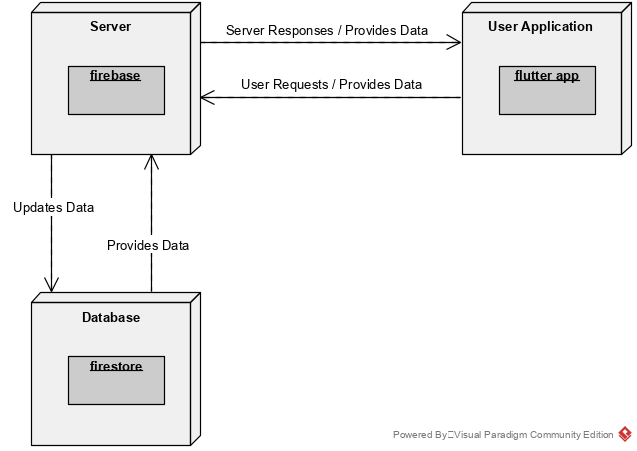 Server
Server Responses / Provides Data
User Application
firebase
flutter app
User Requests / Provides Data
Updates Data
Provides Data
Database
firestore
Powered By Visual Paradigm Community Edition